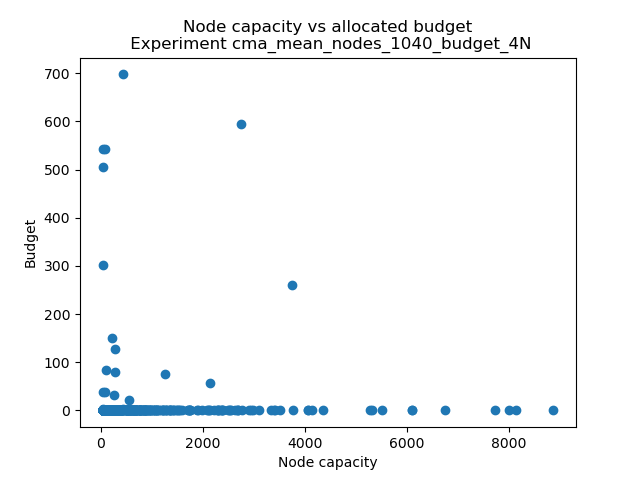 Node capacity vs allocated budget
Experiment cma_mean_nodes_1040_budget_4N
700
600
500
400
300
200
100
0
Budget
0 2000 4000 6000 8000
Node capacity